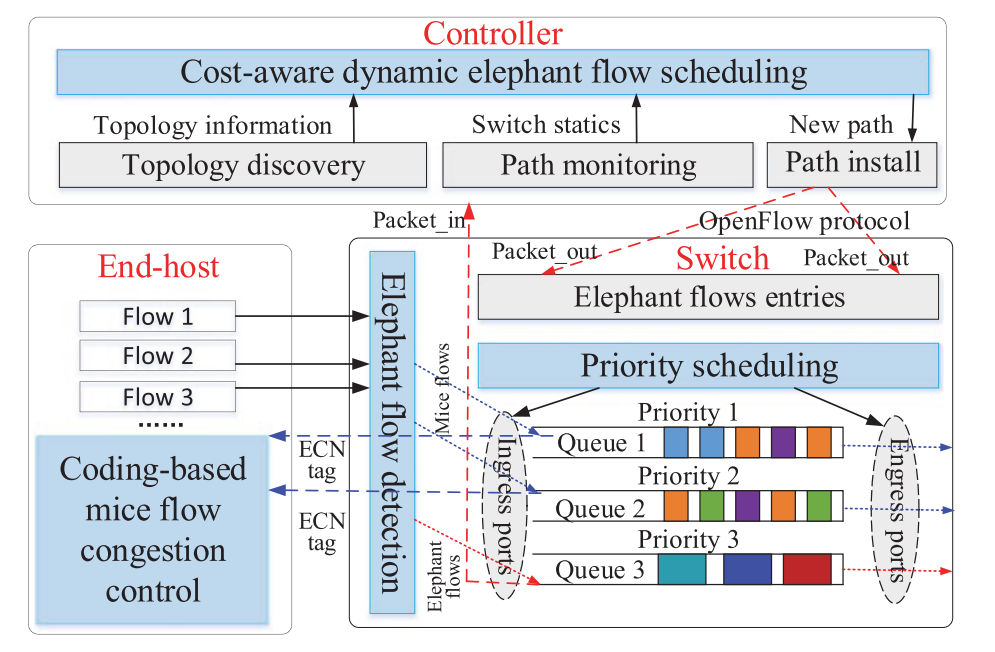 Controller
Cost-aware dynamic elephant flow scheduling
Topology information
Switch statics
New path
Topology discovery
Path monitoring
Path install
Packet_in
OpenFlow protocol
Packet_out
Packet_out
End-host
Flow 1
Flow 2
Flow 3
......
Coding-based
mice flow
congestion
control
ECN
tag
ECN
tag
Elephant flow detection
Mice flows
Elephant
flows
Switch
Elephant flows entries
Priority scheduling
Ingress ports
Priority 1
Queue 1
Priority 2
Queue 2
Priority 3
Queue 3
Engress ports